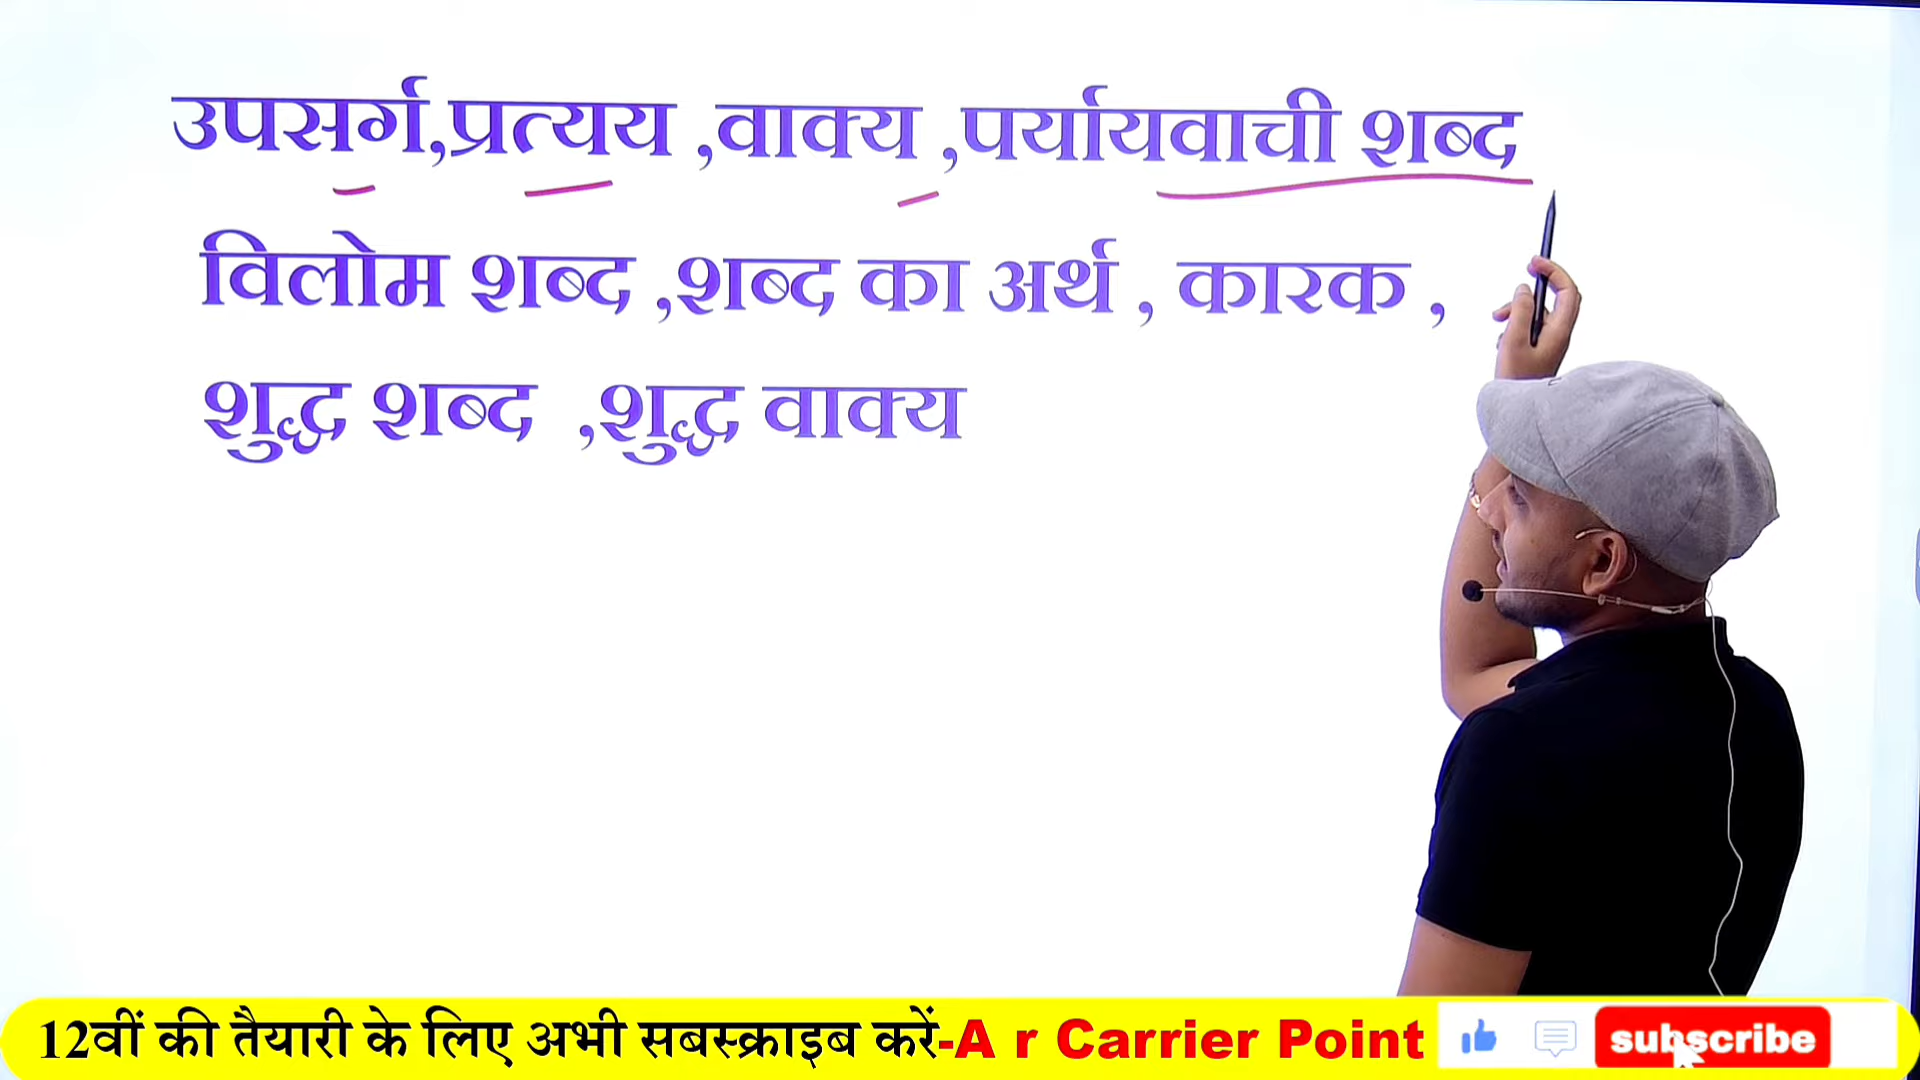 उपसर्ग,प्रत्यय ,वाक्य ,पर्यायवाची शब्द
विलोम शब्द ,शब्द का अर्थ , कारक ,
शुद्ध शब्द ,शुद्ध वाक्य
12वीं की तैयारी के लिए अभी सबस्क्राइब करें-A r Carrier Point subscribe